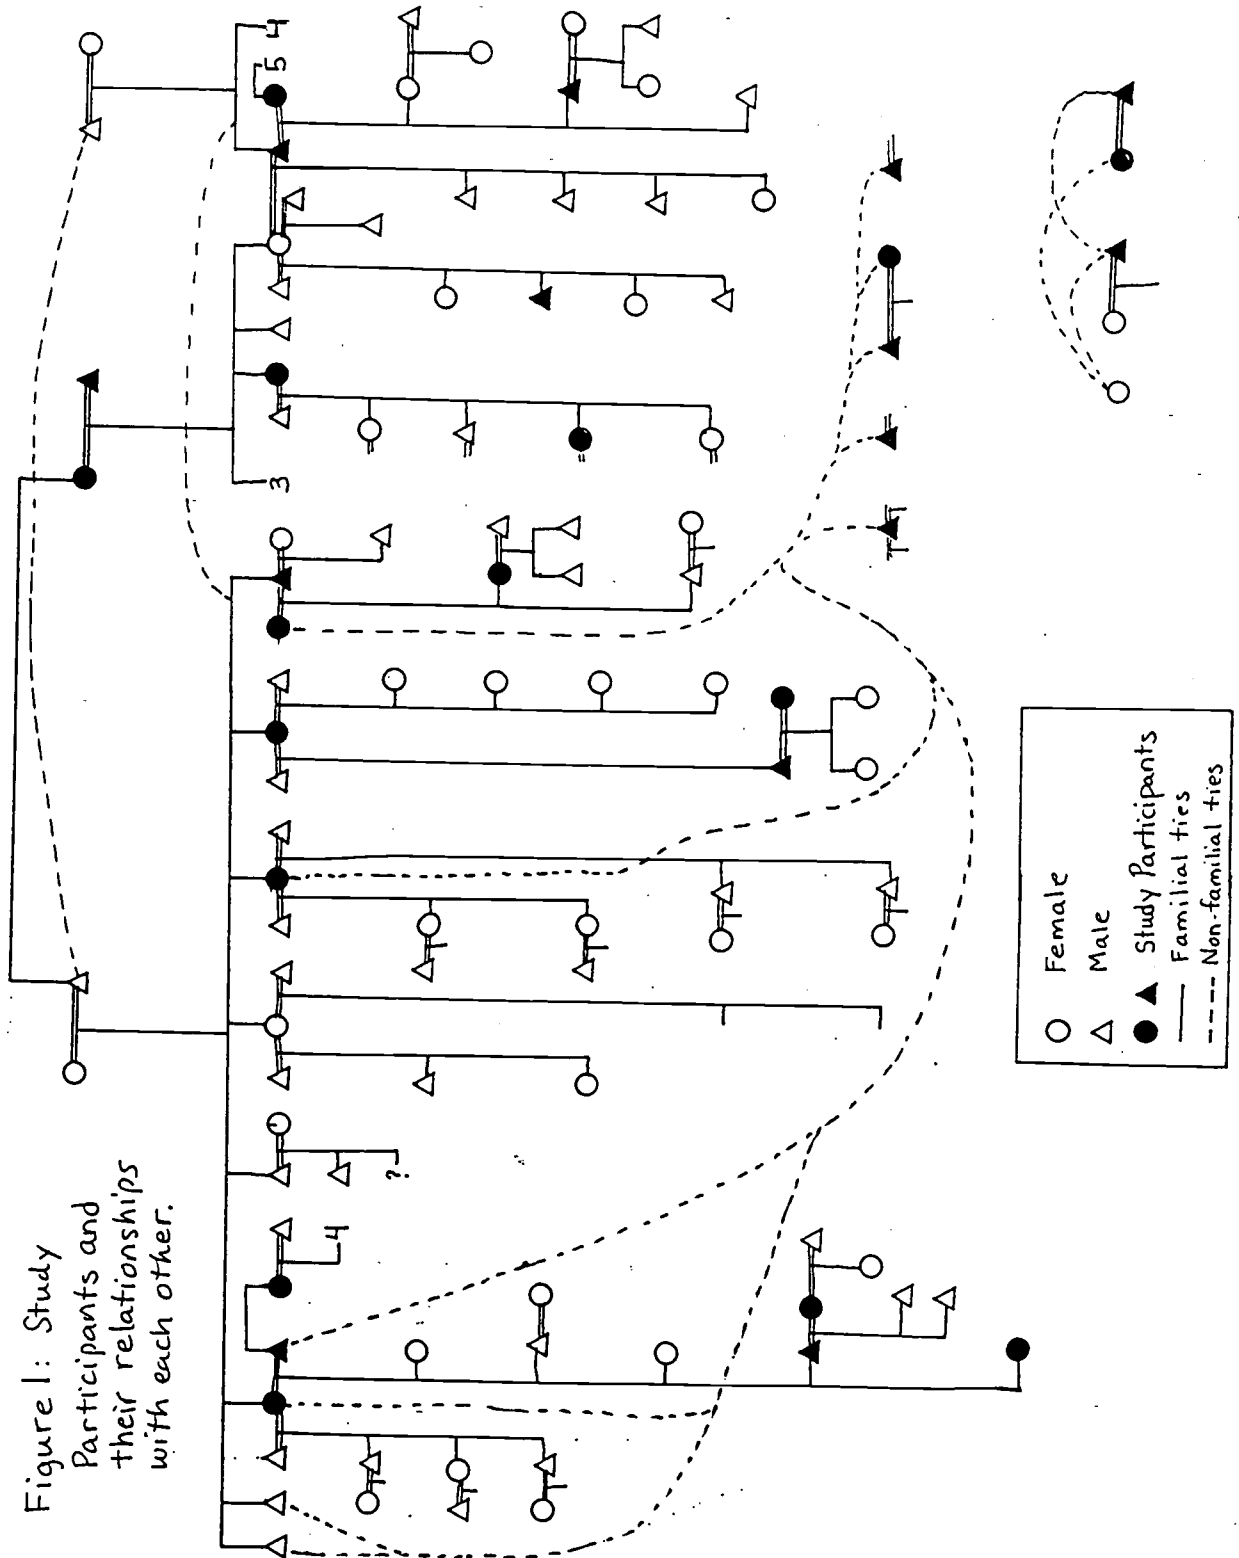 Figure 1: Study
Participants and
their relationships
with each other.
4
?
3
5
4
Female
Male
Study Participants
Familial ties
Non-familial ties